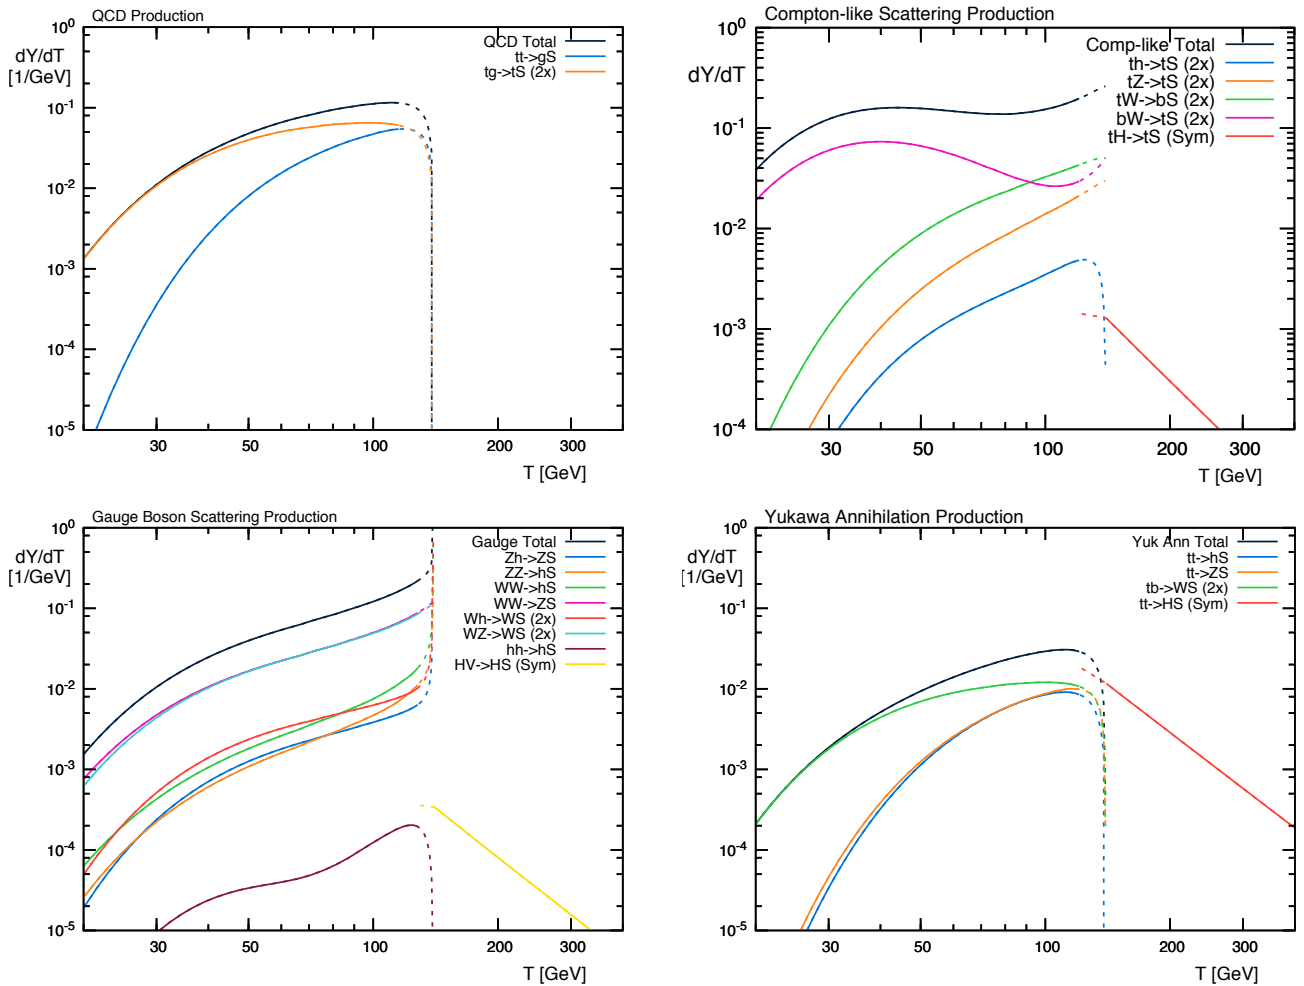 QCD Production
dY/dT
[1/GeV]
10^0
10^-1
10^-2
10^-3
10^-4
10^-5
QCD Total
tt->gS
tg->tS (2x)
30
50
100
300
T [GeV]
Compton-like Scattering Production
dY/dT
10^0
10^-1
10^-2
10^-3
10^-4
Comp-like Total
th->tS (2x)
tZ->tS (2x)
tW->bS (2x)
bW->tS (2x)
tH->tS (Sym)
30
50
100
300
T [GeV]
Gauge Boson Scattering Production
dY/dT
[1/GeV]
10^0
10^-1
10^-2
10^-3
10^-4
10^-5
Gauge Total
Zh->ZS
ZZ->hS
WW->hS
WW->ZS
Wh->WS (2x)
WZ->WS (2x)
hh->hS
HV->HS (Sym)
30
50
100
300
T [GeV]
Yukawa Annihilation Production
dY/dT
[1/GeV]
10^0
10^-1
10^-2
10^-3
10^-4
10^-5
Yuk Ann Total
tt->hS
tt->ZS
tb->WS (2x)
tt->HS (Sym)
30
50
100
300
T [GeV]